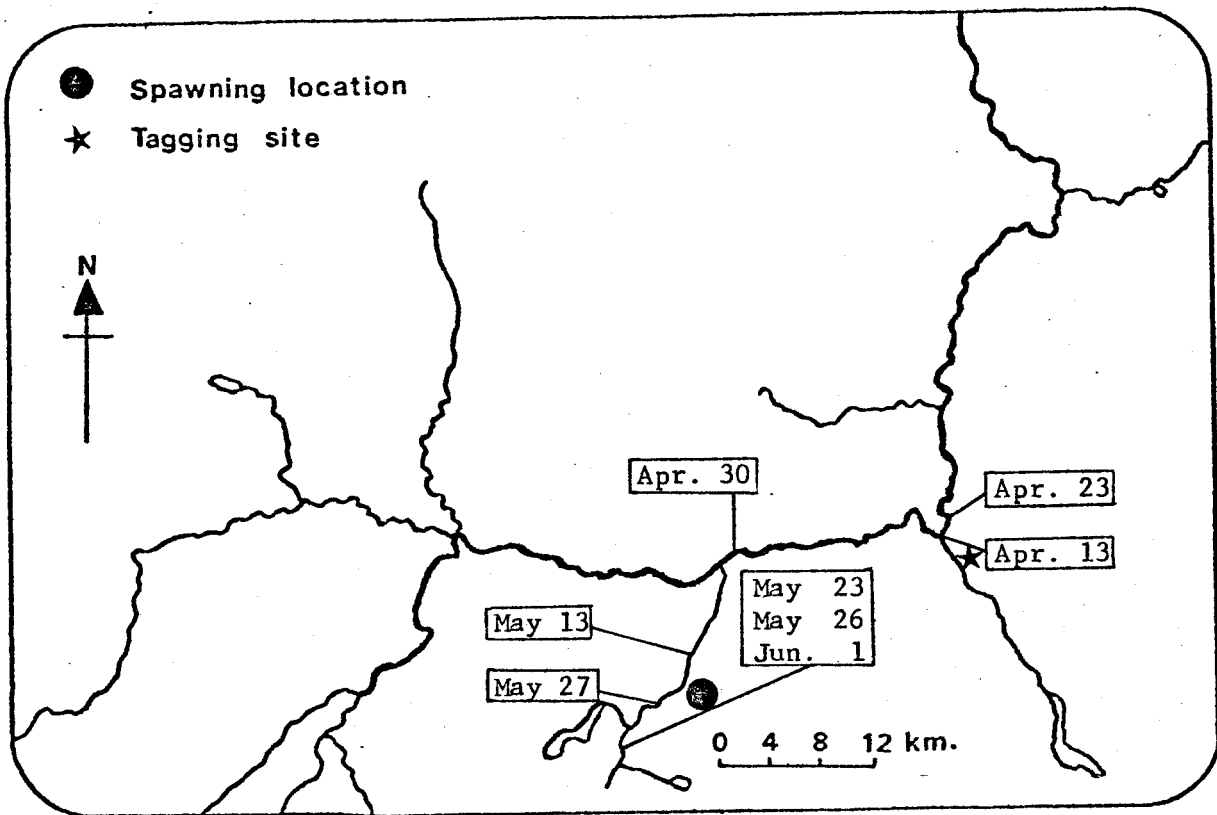 Spawning location
Tagging site
N
Apr. 30
Apr. 23
Apr. 13
May 23
May 26
Jun. 1
May 13
May 27
0 4 8 12 km.